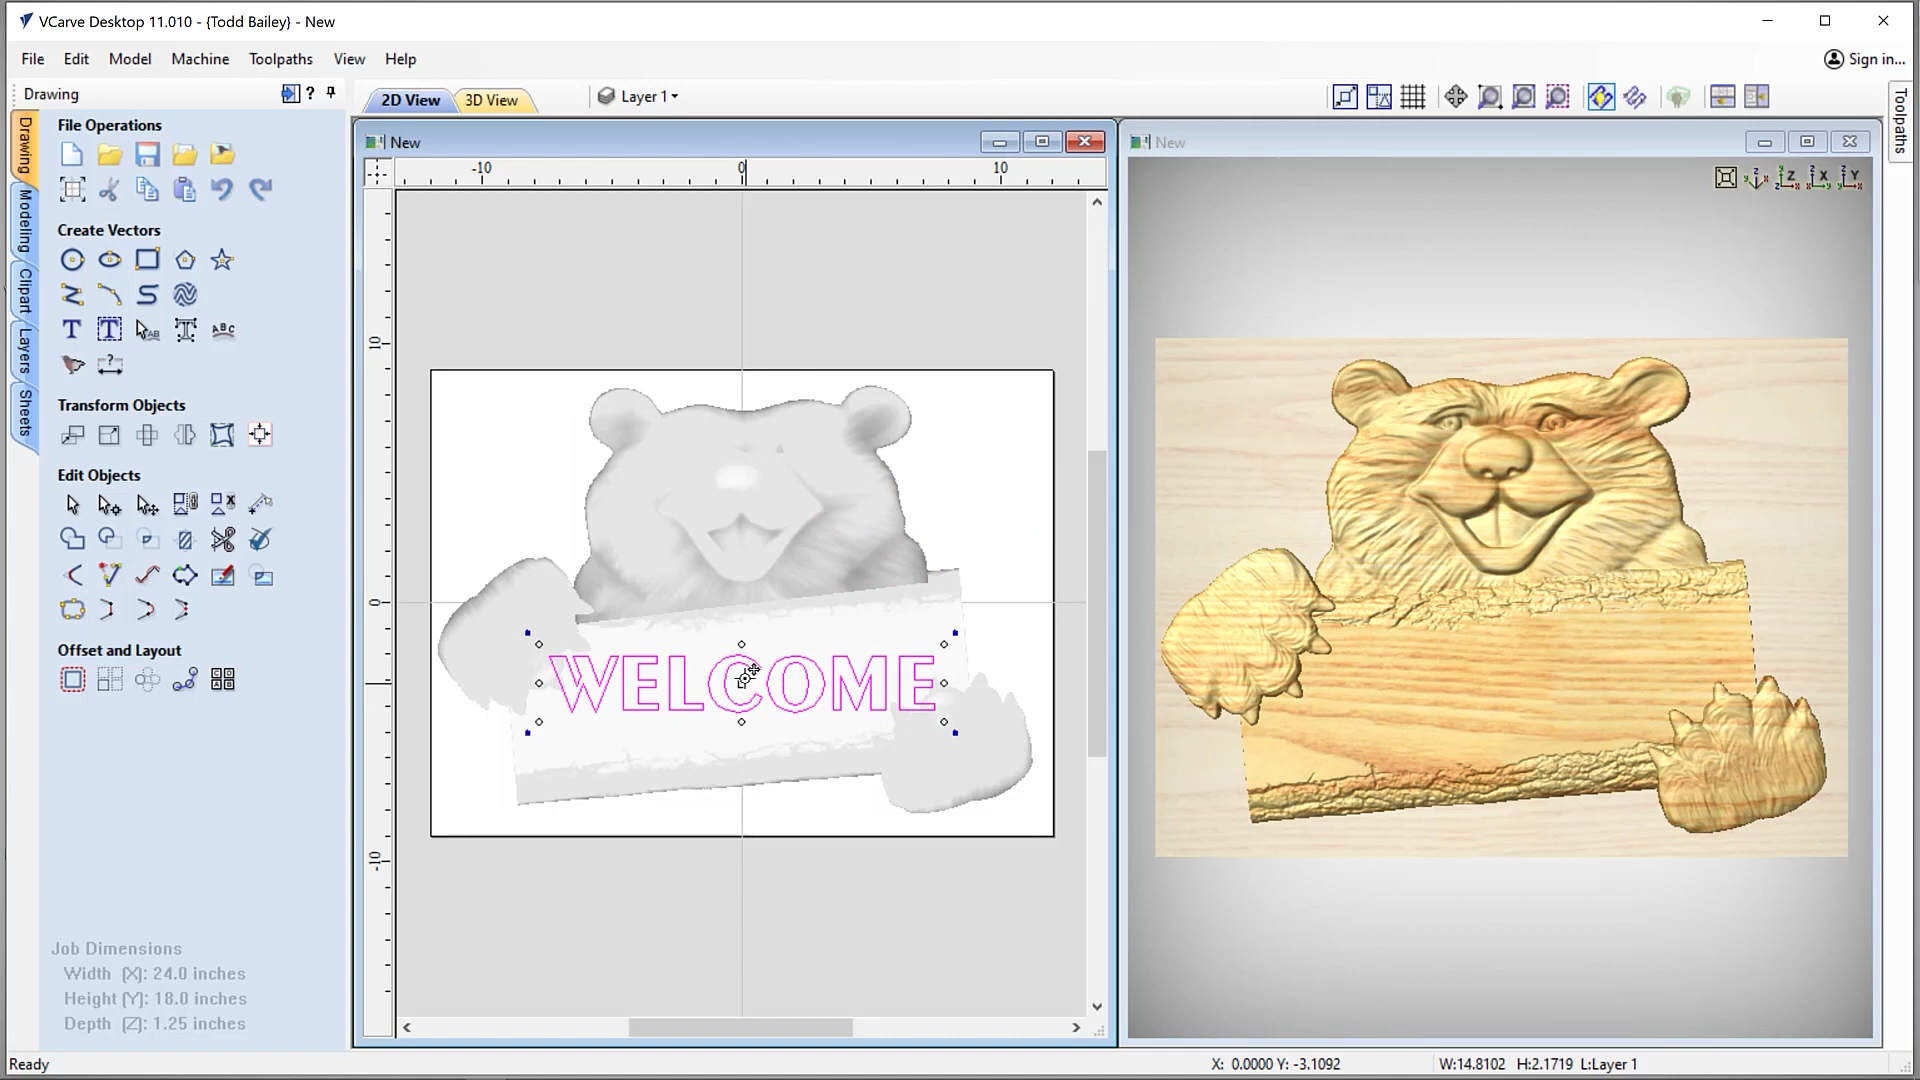 VCarve Desktop 11.010 - {Todd Bailey} - New
File Edit Model Machine Toolpaths View Help
Sign in...
Drawing
?
2D View
3D View
Layer 1
Toolpaths
Drawing
Modeling
Clipart
Layers
Sheets
File Operations
Create Vectors
Transform Objects
Edit Objects
Offset and Layout
Job Dimensions
Width (X): 24.0 inches
Height (Y): 18.0 inches
Depth (Z): 1.25 inches
New
-10 0 10
10
0
-10
WELCOME
New
Ready
X: 0.0000 Y: -3.1092
W:14.8102 H:2.1719 L:Layer 1